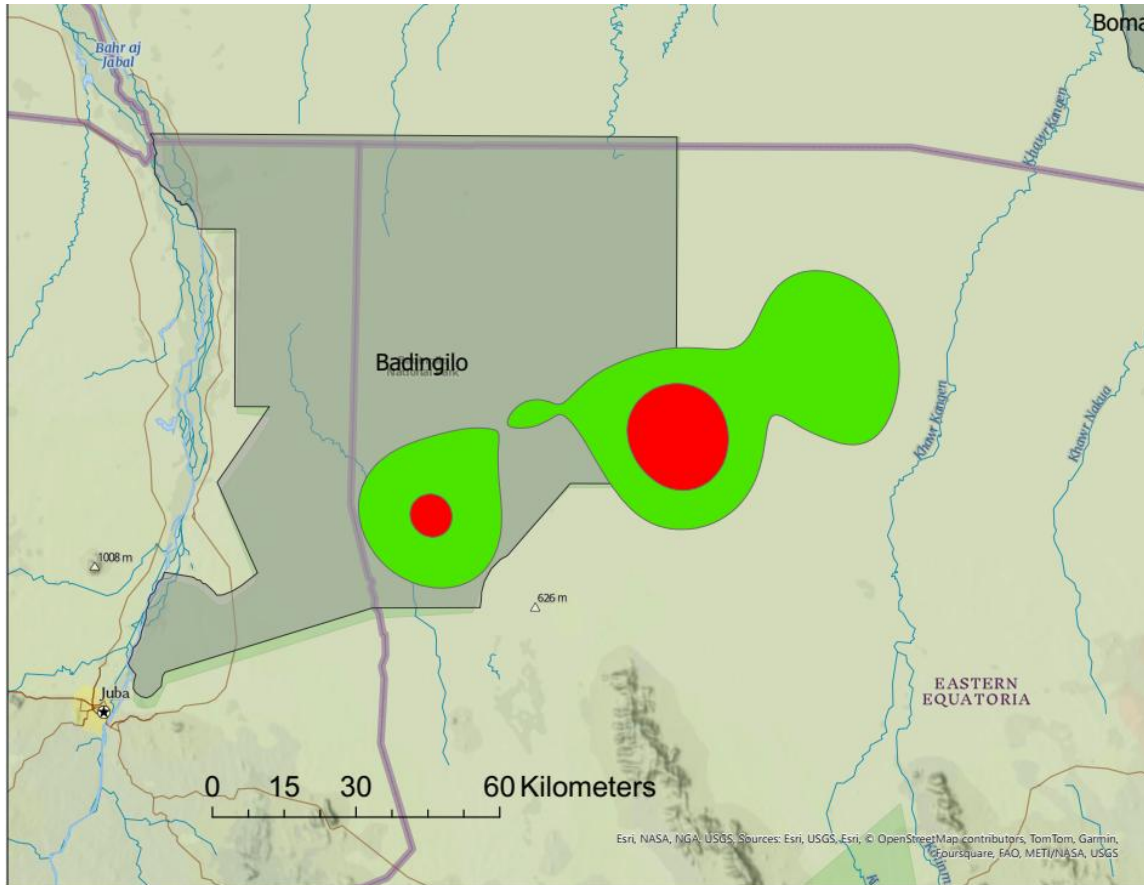 Boma
Bahr aj
Jabal
Khawr Kangen
Badingilo
National Park
Khawr Kangen
Khawr Nakua
1008 m
626 m
Juba
EASTERN
EQUATORIA
0 15 30 60 Kilometers
Esri, NASA, NGA, USGS, Sources: Esri, USGS, Esri, © OpenStreetMap contributors, TomTom, Garmin,
Foursquare, FAO, METI/NASA, USGS